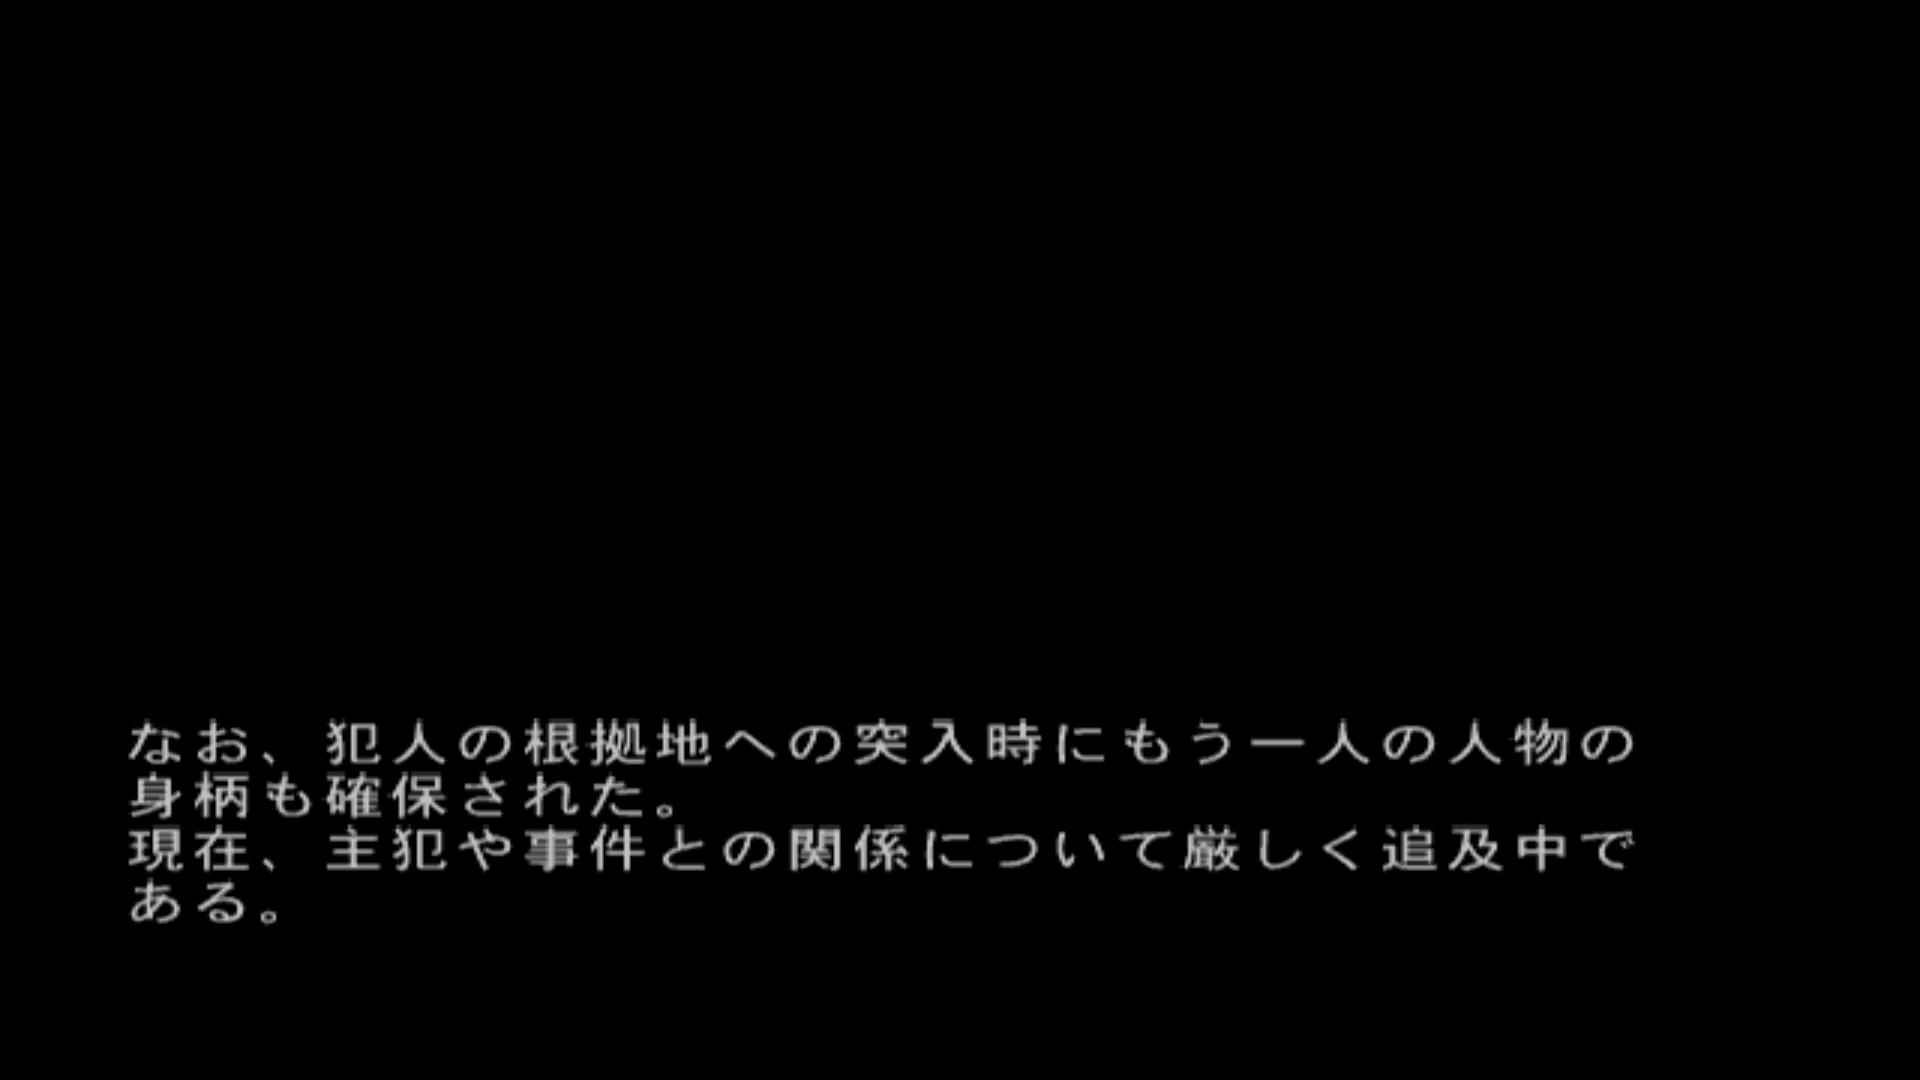 なお、犯人の根拠地への突入時にもう一人の人物の
身柄も確保された。
現在、主犯や事件との関係について厳しく追及中で
ある。